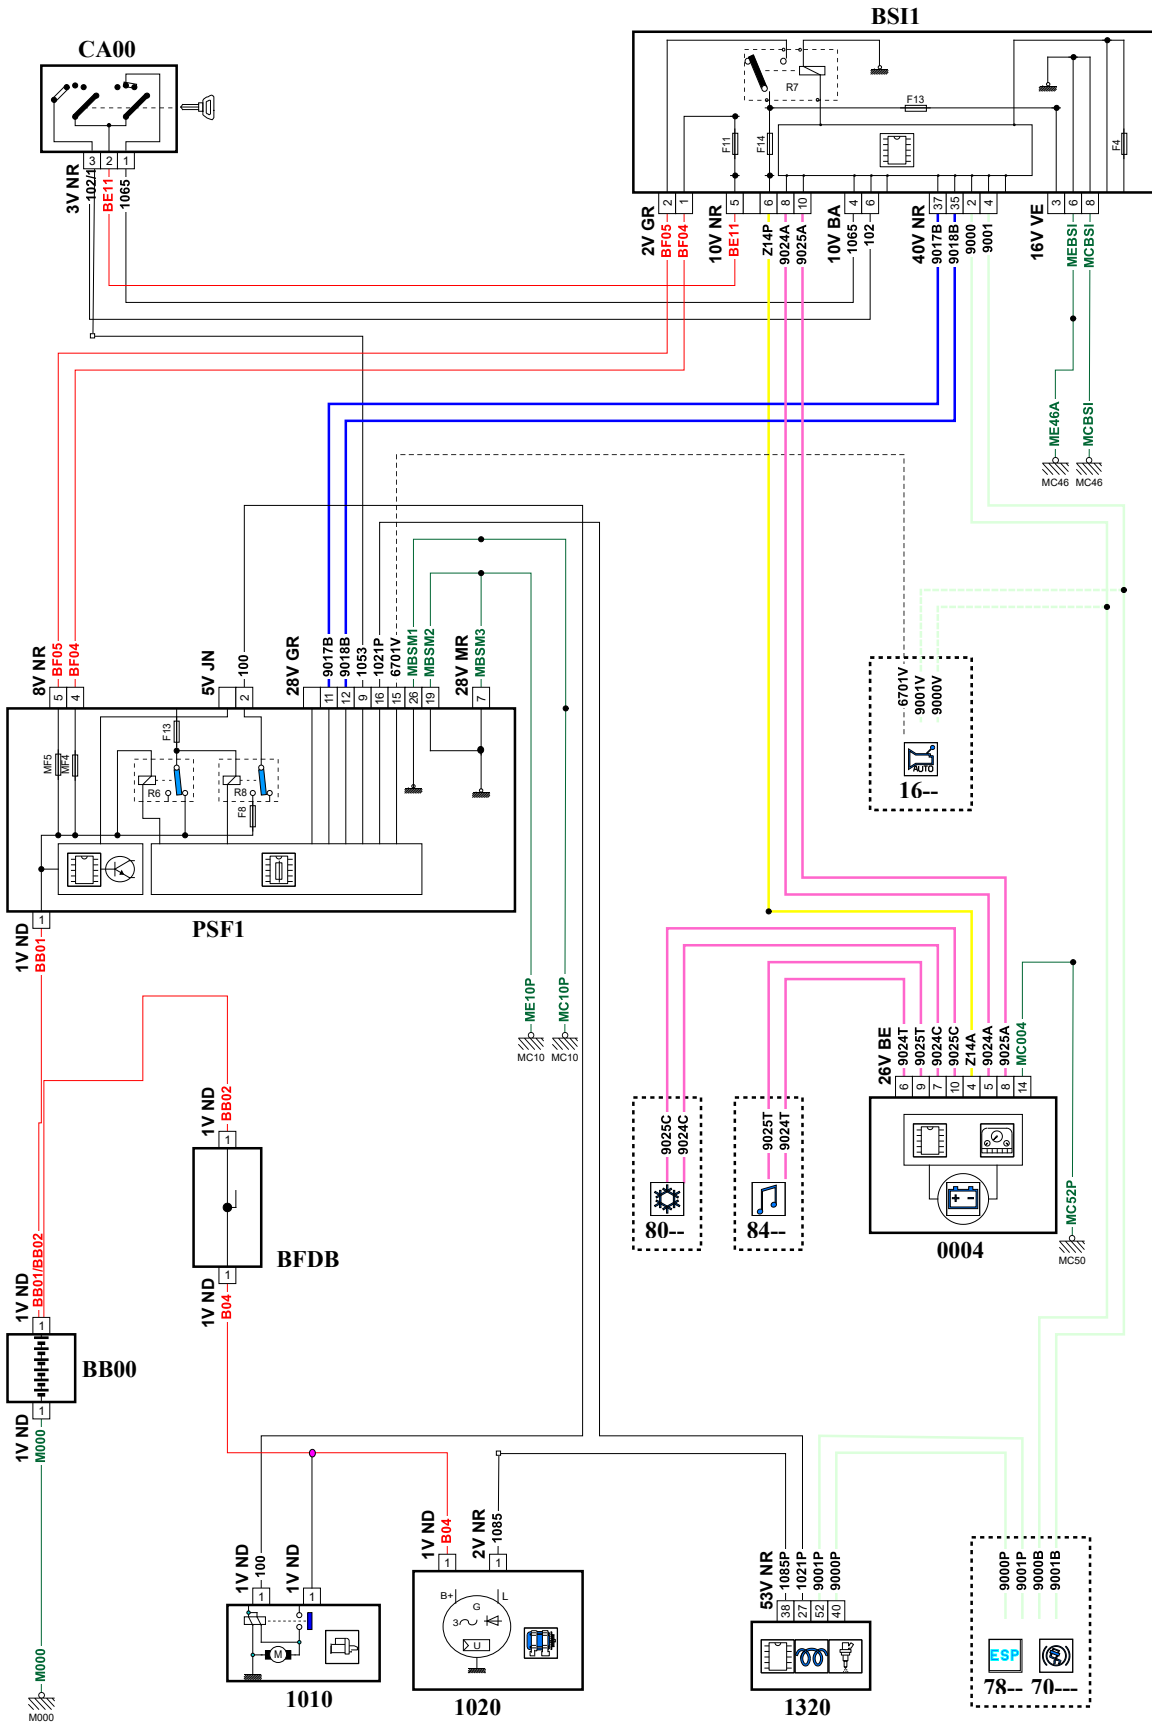 BSI1
CA00
R7
F13
F11
F14
F4
3 2 1
3V NR
102/1
BE11
1065
2 1 5 6 8 10 4 6 37 35 2 4 3 6 8
2V GR
BF05
BF04
10V NR
BE11
Z14P
9024A
9025A
10V BA
1065
102
40V NR
9017B
9018B
9000
9001
16V VE
MEBSI
MCBSI
ME46A
MCBSI
MC46 MC46
8V NR
BF05
BF04
5V JN
100
28V GR
9017B
9018B
1053
1021P
6701V
MBSM1
MBSM2
28V MR
MBSM3
5 4 2 11 12 9 16 15 26 19 7
MF5
MF4
F13
R6
R8
F8
6701V
9001V
9000V
AUTO
16--
1
PSF1
1V ND
BB01
ME10P
MC10P
MC10 MC10
26V BE
9024T
9025T
9024C
9025C
Z14A
9024A
9025A
MC004
6 9 7 10 4 5 8 14
1V ND
BB02
1
BFDB
1
1V ND
B04
9025C
9024C
80--
9025T
9024T
84--
+ -
0004
MC52P
MC50
1V ND
BB01/BB02
1
BB00
1
1V ND
M000
M000
M000
1V ND
100
1V ND
1 1
M
1010
1V ND
B04
2V NR
1085
1 1
B+ L
G
3
U
1020
53V NR
1085P
1021P
9001P
9000P
38 27 52 40
1320
9000P
9001P
9000B
9001B
ESP
78-- 70---